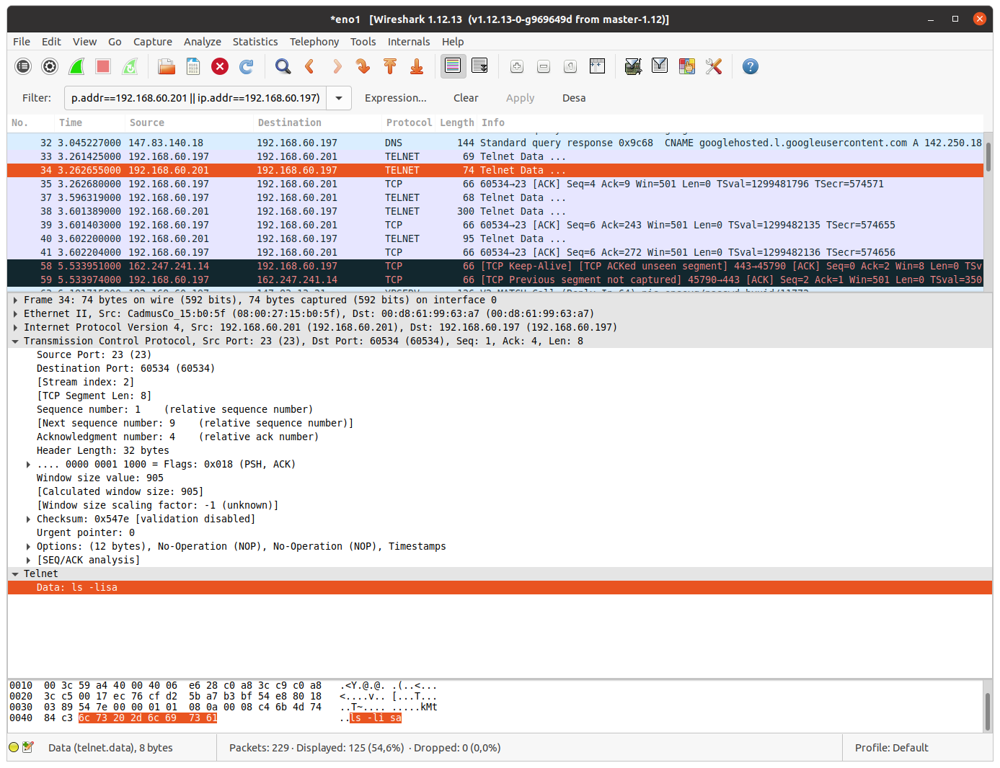 *eno1   [Wireshark 1.12.13  (v1.12.13-0-g969649d from master-1.12)]
File Edit View Go Capture Analyze Statistics Telephony Tools Internals Help
Filter: p.addr==192.168.60.201 || ip.addr==192.168.60.197) Expression... Clear Apply Desa
No. Time Source Destination Protocol Length Info
32 3.045227000 147.83.140.18 192.168.60.197 DNS 144 Standard query response 0x9c68  CNAME googlehosted.l.googleusercontent.com A 142.250.18
33 3.261425000 192.168.60.197 192.168.60.201 TELNET 69 Telnet Data ...
34 3.262655000 192.168.60.201 192.168.60.197 TELNET 74 Telnet Data ...
35 3.262680000 192.168.60.197 192.168.60.201 TCP 66 60534→23 [ACK] Seq=4 Ack=9 Win=501 Len=0 TSval=1299481796 TSecr=574571
37 3.596319000 192.168.60.197 192.168.60.201 TELNET 68 Telnet Data ...
38 3.601389000 192.168.60.201 192.168.60.197 TELNET 300 Telnet Data ...
39 3.601403000 192.168.60.197 192.168.60.201 TCP 66 60534→23 [ACK] Seq=6 Ack=243 Win=501 Len=0 TSval=1299482135 TSecr=574655
40 3.602200000 192.168.60.201 192.168.60.197 TELNET 95 Telnet Data ...
41 3.602204000 192.168.60.197 192.168.60.201 TCP 66 60534→23 [ACK] Seq=6 Ack=272 Win=501 Len=0 TSval=1299482136 TSecr=574656
58 5.533951000 162.247.241.14 192.168.60.197 TCP 66 [TCP Keep-Alive] [TCP ACKed unseen segment] 443→45790 [ACK] Seq=0 Ack=2 Win=8 Len=0 TSv
59 5.533974000 192.168.60.197 162.247.241.14 TCP 66 [TCP Previous segment not captured] 45790→443 [ACK] Seq=2 Ack=1 Win=501 Len=0 TSval=350
Frame 34: 74 bytes on wire (592 bits), 74 bytes captured (592 bits) on interface 0
Ethernet II, Src: CadmusCo_15:b0:5f (08:00:27:15:b0:5f), Dst: 00:d8:61:99:63:a7 (00:d8:61:99:63:a7)
Internet Protocol Version 4, Src: 192.168.60.201 (192.168.60.201), Dst: 192.168.60.197 (192.168.60.197)
Transmission Control Protocol, Src Port: 23 (23), Dst Port: 60534 (60534), Seq: 1, Ack: 4, Len: 8
Source Port: 23 (23)
Destination Port: 60534 (60534)
[Stream index: 2]
[TCP Segment Len: 8]
Sequence number: 1    (relative sequence number)
[Next sequence number: 9    (relative sequence number)]
Acknowledgment number: 4    (relative ack number)
Header Length: 32 bytes
.... 0000 0001 1000 = Flags: 0x018 (PSH, ACK)
Window size value: 905
[Calculated window size: 905]
[Window size scaling factor: -1 (unknown)]
Checksum: 0x547e [validation disabled]
Urgent pointer: 0
Options: (12 bytes), No-Operation (NOP), No-Operation (NOP), Timestamps
[SEQ/ACK analysis]
Telnet
Data: ls -lisa
0010  00 3c 59 a4 40 00 40 06  e6 28 c0 a8 3c c9 c0 a8   .<Y.@.@. .(..<...
0020  3c c5 00 17 ec 76 cf d2  5b a7 b3 bf 54 e8 80 18   <....v.. [...T...
0030  03 89 54 7e 00 00 01 01  08 0a 00 08 c4 6b 4d 74   ..T~.... .....kMt
0040  84 c3 6c 73 20 2d 6c 69  73 61   ..ls -li sa
Data (telnet.data), 8 bytes Packets: 229 · Displayed: 125 (54,6%)  · Dropped: 0 (0,0%) Profile: Default